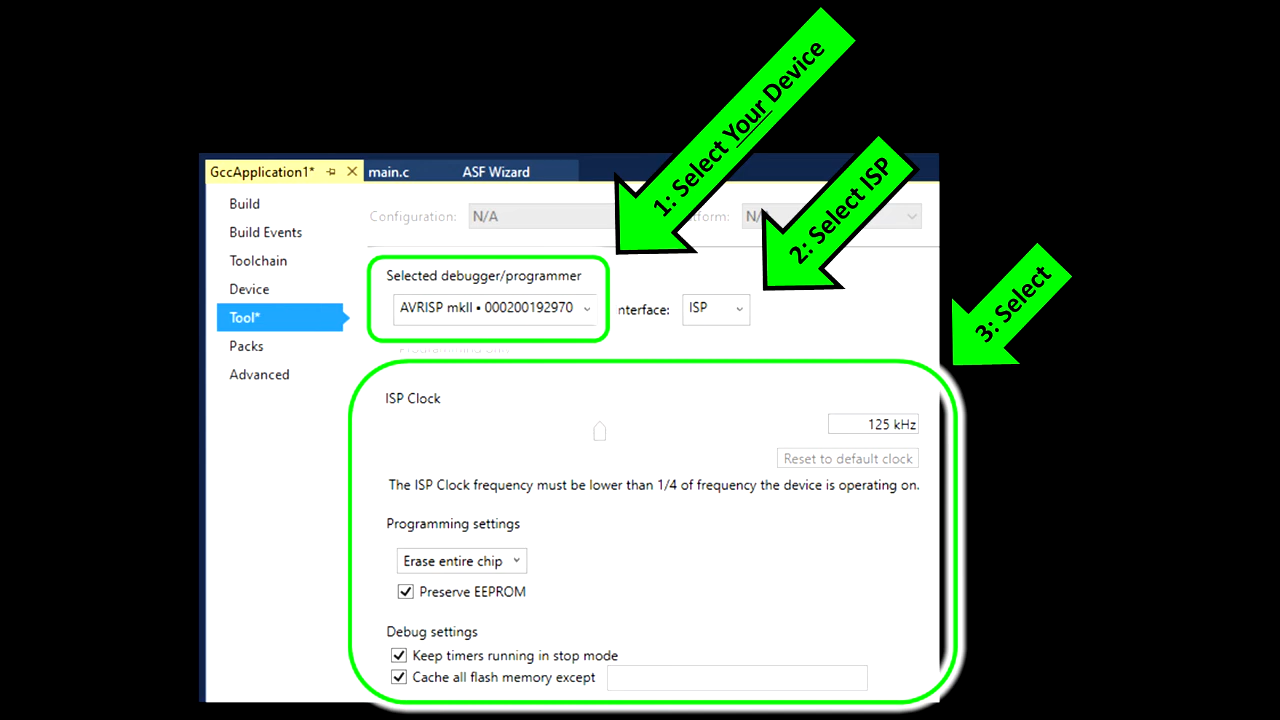 1: Select Your Device
2: Select ISP
3: Select
GccApplication1*
main.c
ASF Wizard
Build
Build Events
Toolchain
Device
Tool*
Packs
Advanced
Configuration: N/A
tform: N/
Selected debugger/programmer
AVRISP mkII • 000200192970
nterface: ISP
ISP Clock
125 kHz
Reset to default clock
The ISP Clock frequency must be lower than 1/4 of frequency the device is operating on.
Programming settings
Erase entire chip
Preserve EEPROM
Debug settings
Keep timers running in stop mode
Cache all flash memory except